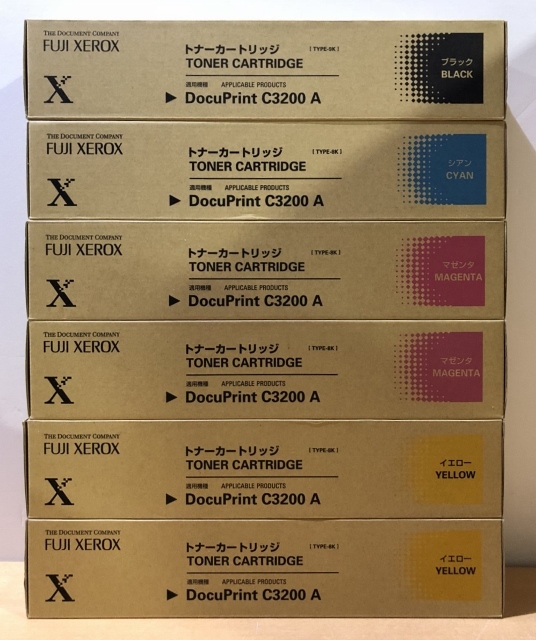 THE DOCUMENT COMPANY
FUJI XEROX
X
トナーカートリッジ [TYPE-8K]
TONER CARTRIDGE
適用機種 APPLICABLE PRODUCTS
▶ DocuPrint C3200 A
ブラック
BLACK
THE DOCUMENT COMPANY
FUJI XEROX
X
トナーカートリッジ [TYPE-8K]
TONER CARTRIDGE
適用機種 APPLICABLE PRODUCTS
▶ DocuPrint C3200 A
シアン
CYAN
THE DOCUMENT COMPANY
FUJI XEROX
X
トナーカートリッジ [TYPE-8K]
TONER CARTRIDGE
適用機種 APPLICABLE PRODUCTS
▶ DocuPrint C3200 A
マゼンタ
MAGENTA
THE DOCUMENT COMPANY
FUJI XEROX
X
トナーカートリッジ [TYPE-8K]
TONER CARTRIDGE
適用機種 APPLICABLE PRODUCTS
▶ DocuPrint C3200 A
マゼンタ
MAGENTA
THE DOCUMENT COMPANY
FUJI XEROX
X
トナーカートリッジ [TYPE-8K]
TONER CARTRIDGE
適用機種 APPLICABLE PRODUCTS
▶ DocuPrint C3200 A
イエロー
YELLOW
THE DOCUMENT COMPANY
FUJI XEROX
X
トナーカートリッジ [TYPE-8K]
TONER CARTRIDGE
適用機種 APPLICABLE PRODUCTS
▶ DocuPrint C3200 A
イエロー
YELLOW